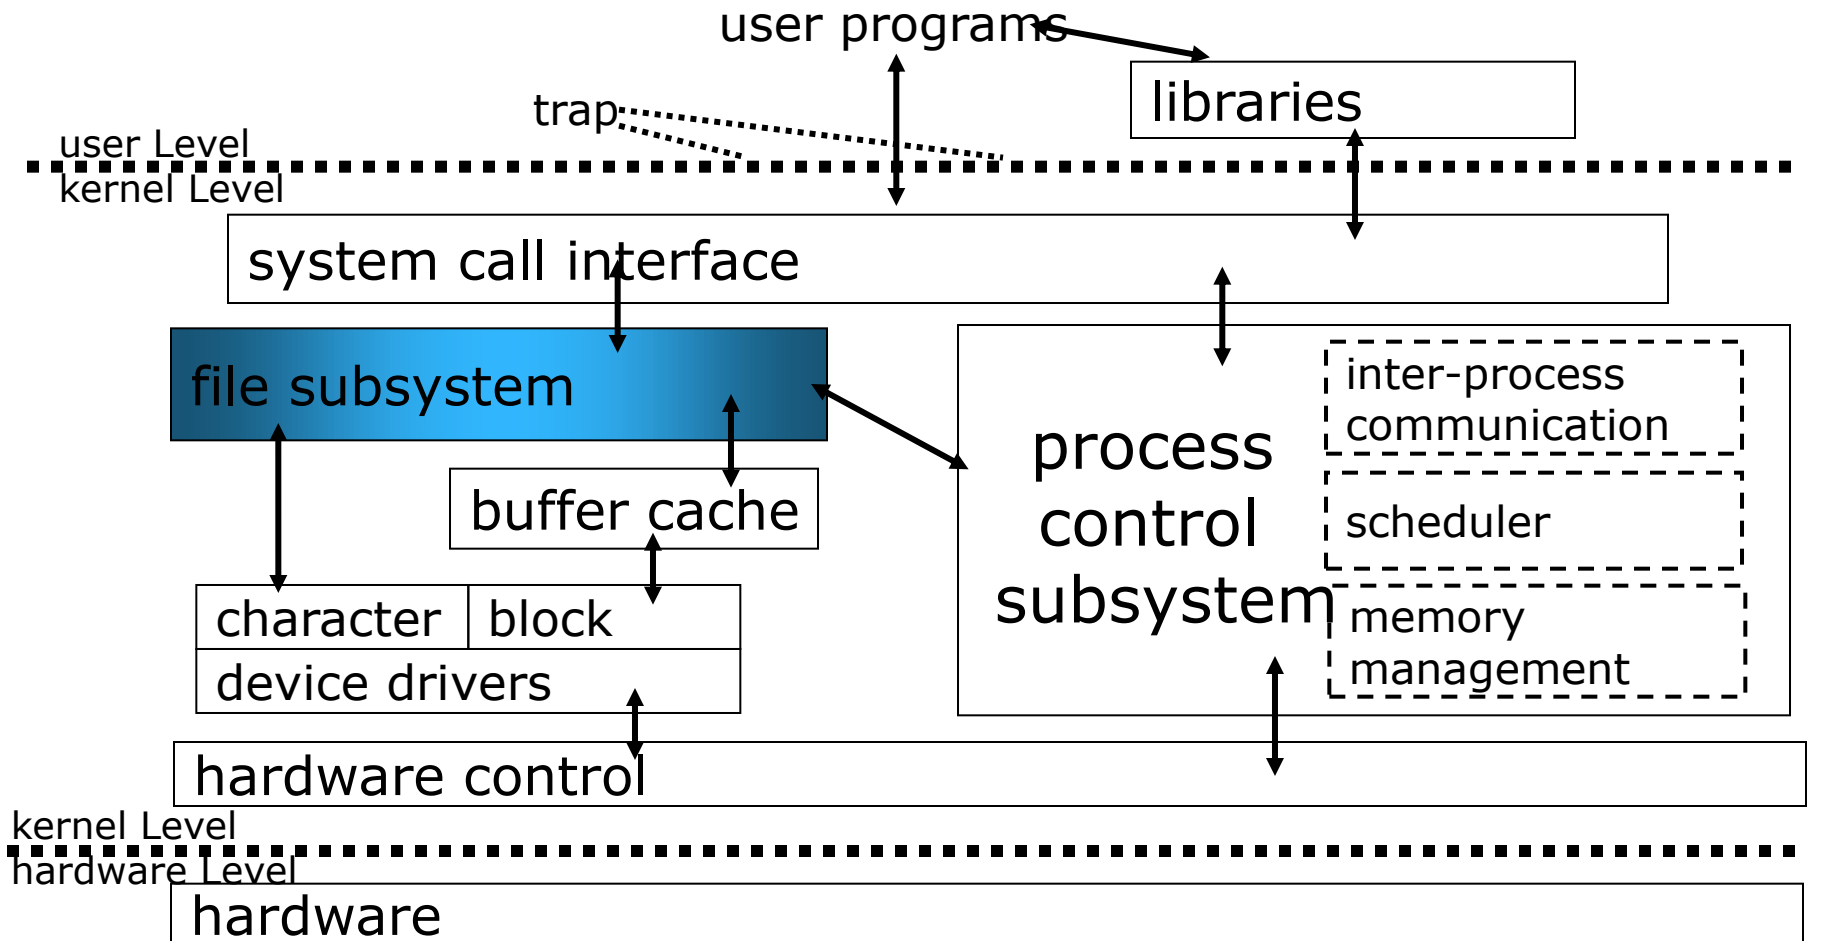 user programs
libraries
trap
user Level
kernel Level
system call interface
file subsystem
inter-process
communication
process
control
subsystem
buffer cache
scheduler
character
block
memory
management
device drivers
hardware control
kernel Level
hardware Level
hardware